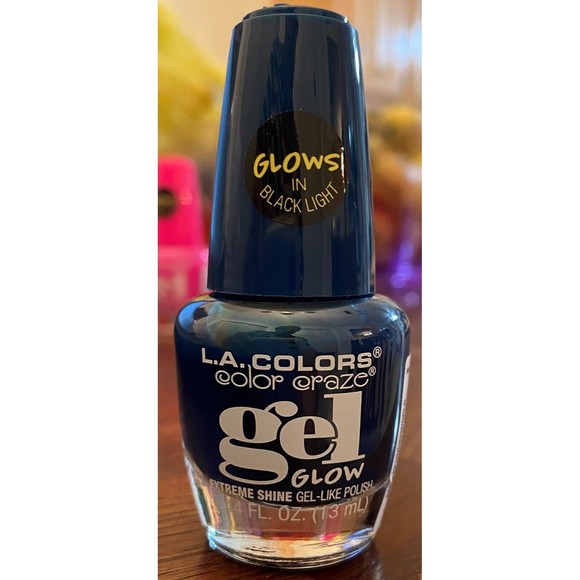 GLOWS
IN
BLACK LIGHT
L.A. COLORS®
color craze®
gel
GLOW
EXTREME SHINE GEL-LIKE POLISH
FL. OZ. (13 mL)